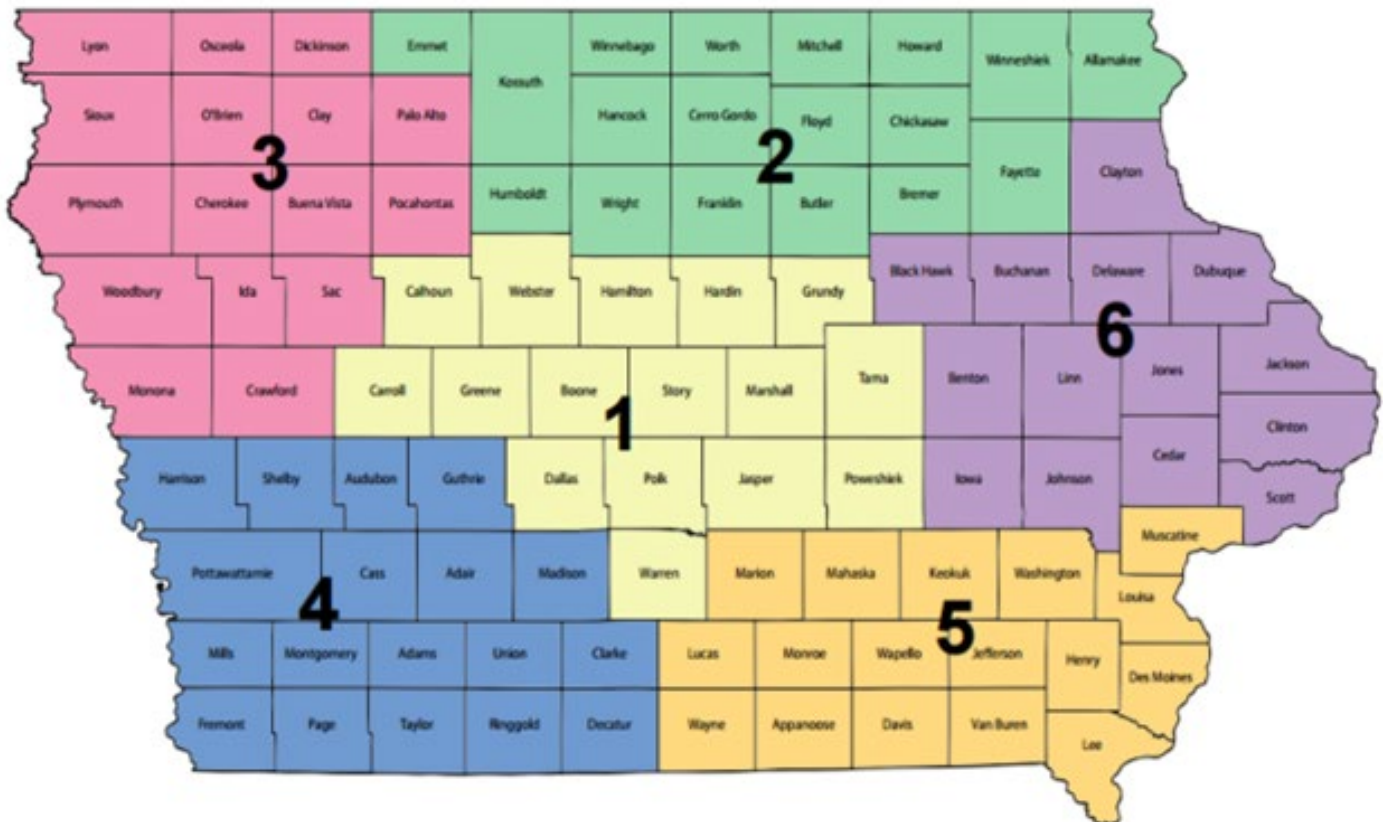 Lyon Osceola Dickinson Emmet Kossuth Winnebago Worth Mitchell Howard Winneshiek Allamakee
Sioux O'Brien Clay Palo Alto Hancock Cerro Gordo Floyd Chickasaw
3 2
Plymouth Cherokee Buena Vista Pocahontas Humboldt Wright Franklin Butler Bremer Fayette Clayton
Woodbury Ida Sac Calhoun Webster Hamilton Hardin Grundy Black Hawk Buchanan Delaware Dubuque
6
Monona Crawford Carroll Greene Boone Story Marshall Tama Benton Linn Jones Jackson
1
Clinton
Harrison Shelby Audubon Guthrie Dallas Polk Jasper Poweshiek Iowa Johnson Cedar Scott
Pottawattamie Cass Adair Madison Warren Marion Mahaska Keokuk Washington Muscatine
4 5
Louisa
Mills Montgomery Adams Union Clarke Lucas Monroe Wapello Jefferson Henry Des Moines
Fremont Page Taylor Ringgold Decatur Wayne Appanoose Davis Van Buren Lee